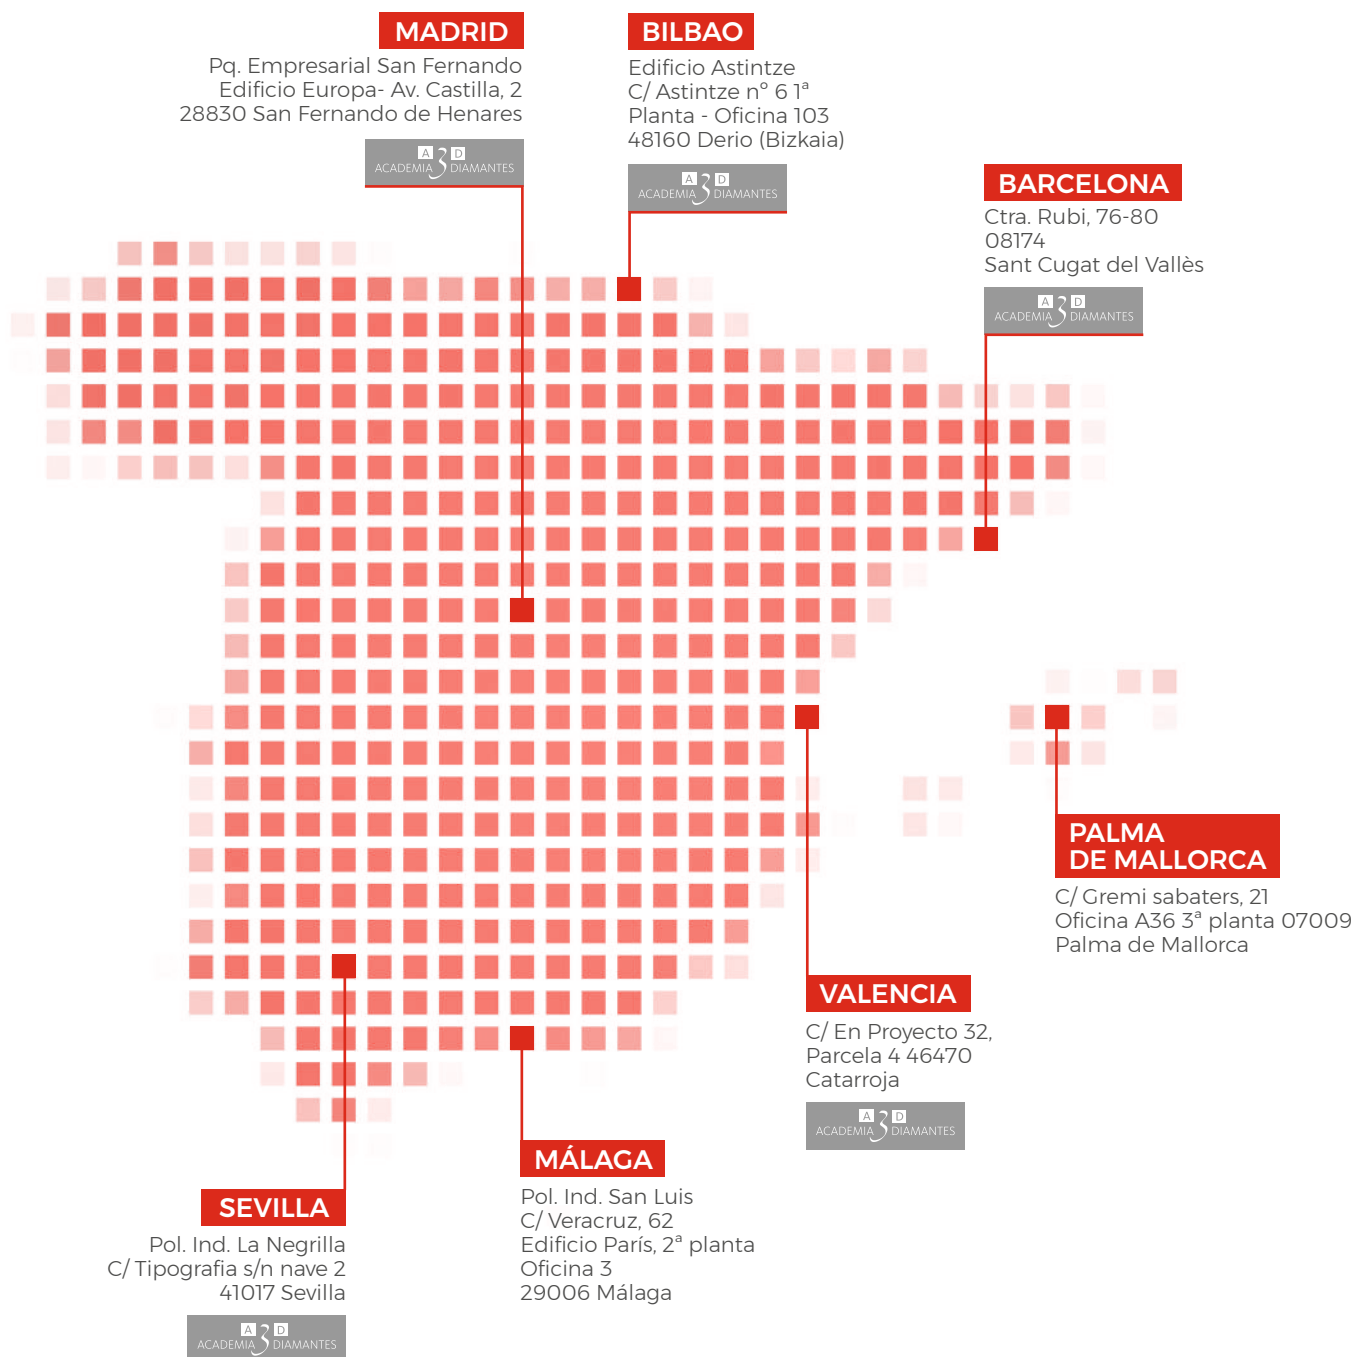 MADRID
Pq. Empresarial San Fernando
Edificio Europa- Av. Castilla, 2
28830 San Fernando de Henares
A 3 D
ACADEMIA DIAMANTES
BILBAO
Edificio Astintze
C/ Astintze nº 6 1ª
Planta - Oficina 103
48160 Derio (Bizkaia)
A 3 D
ACADEMIA DIAMANTES
BARCELONA
Ctra. Rubi, 76-80
08174
Sant Cugat del Vallès
A 3 D
ACADEMIA DIAMANTES
PALMA
DE MALLORCA
C/ Gremi sabaters, 21
Oficina A36 3ª planta 07009
Palma de Mallorca
VALENCIA
C/ En Proyecto 32,
Parcela 4 46470
Catarroja
A 3 D
ACADEMIA DIAMANTES
MÁLAGA
Pol. Ind. San Luis
C/ Veracruz, 62
Edificio París, 2ª planta
Oficina 3
29006 Málaga
SEVILLA
Pol. Ind. La Negrilla
C/ Tipografia s/n nave 2
41017 Sevilla
A 3 D
ACADEMIA DIAMANTES